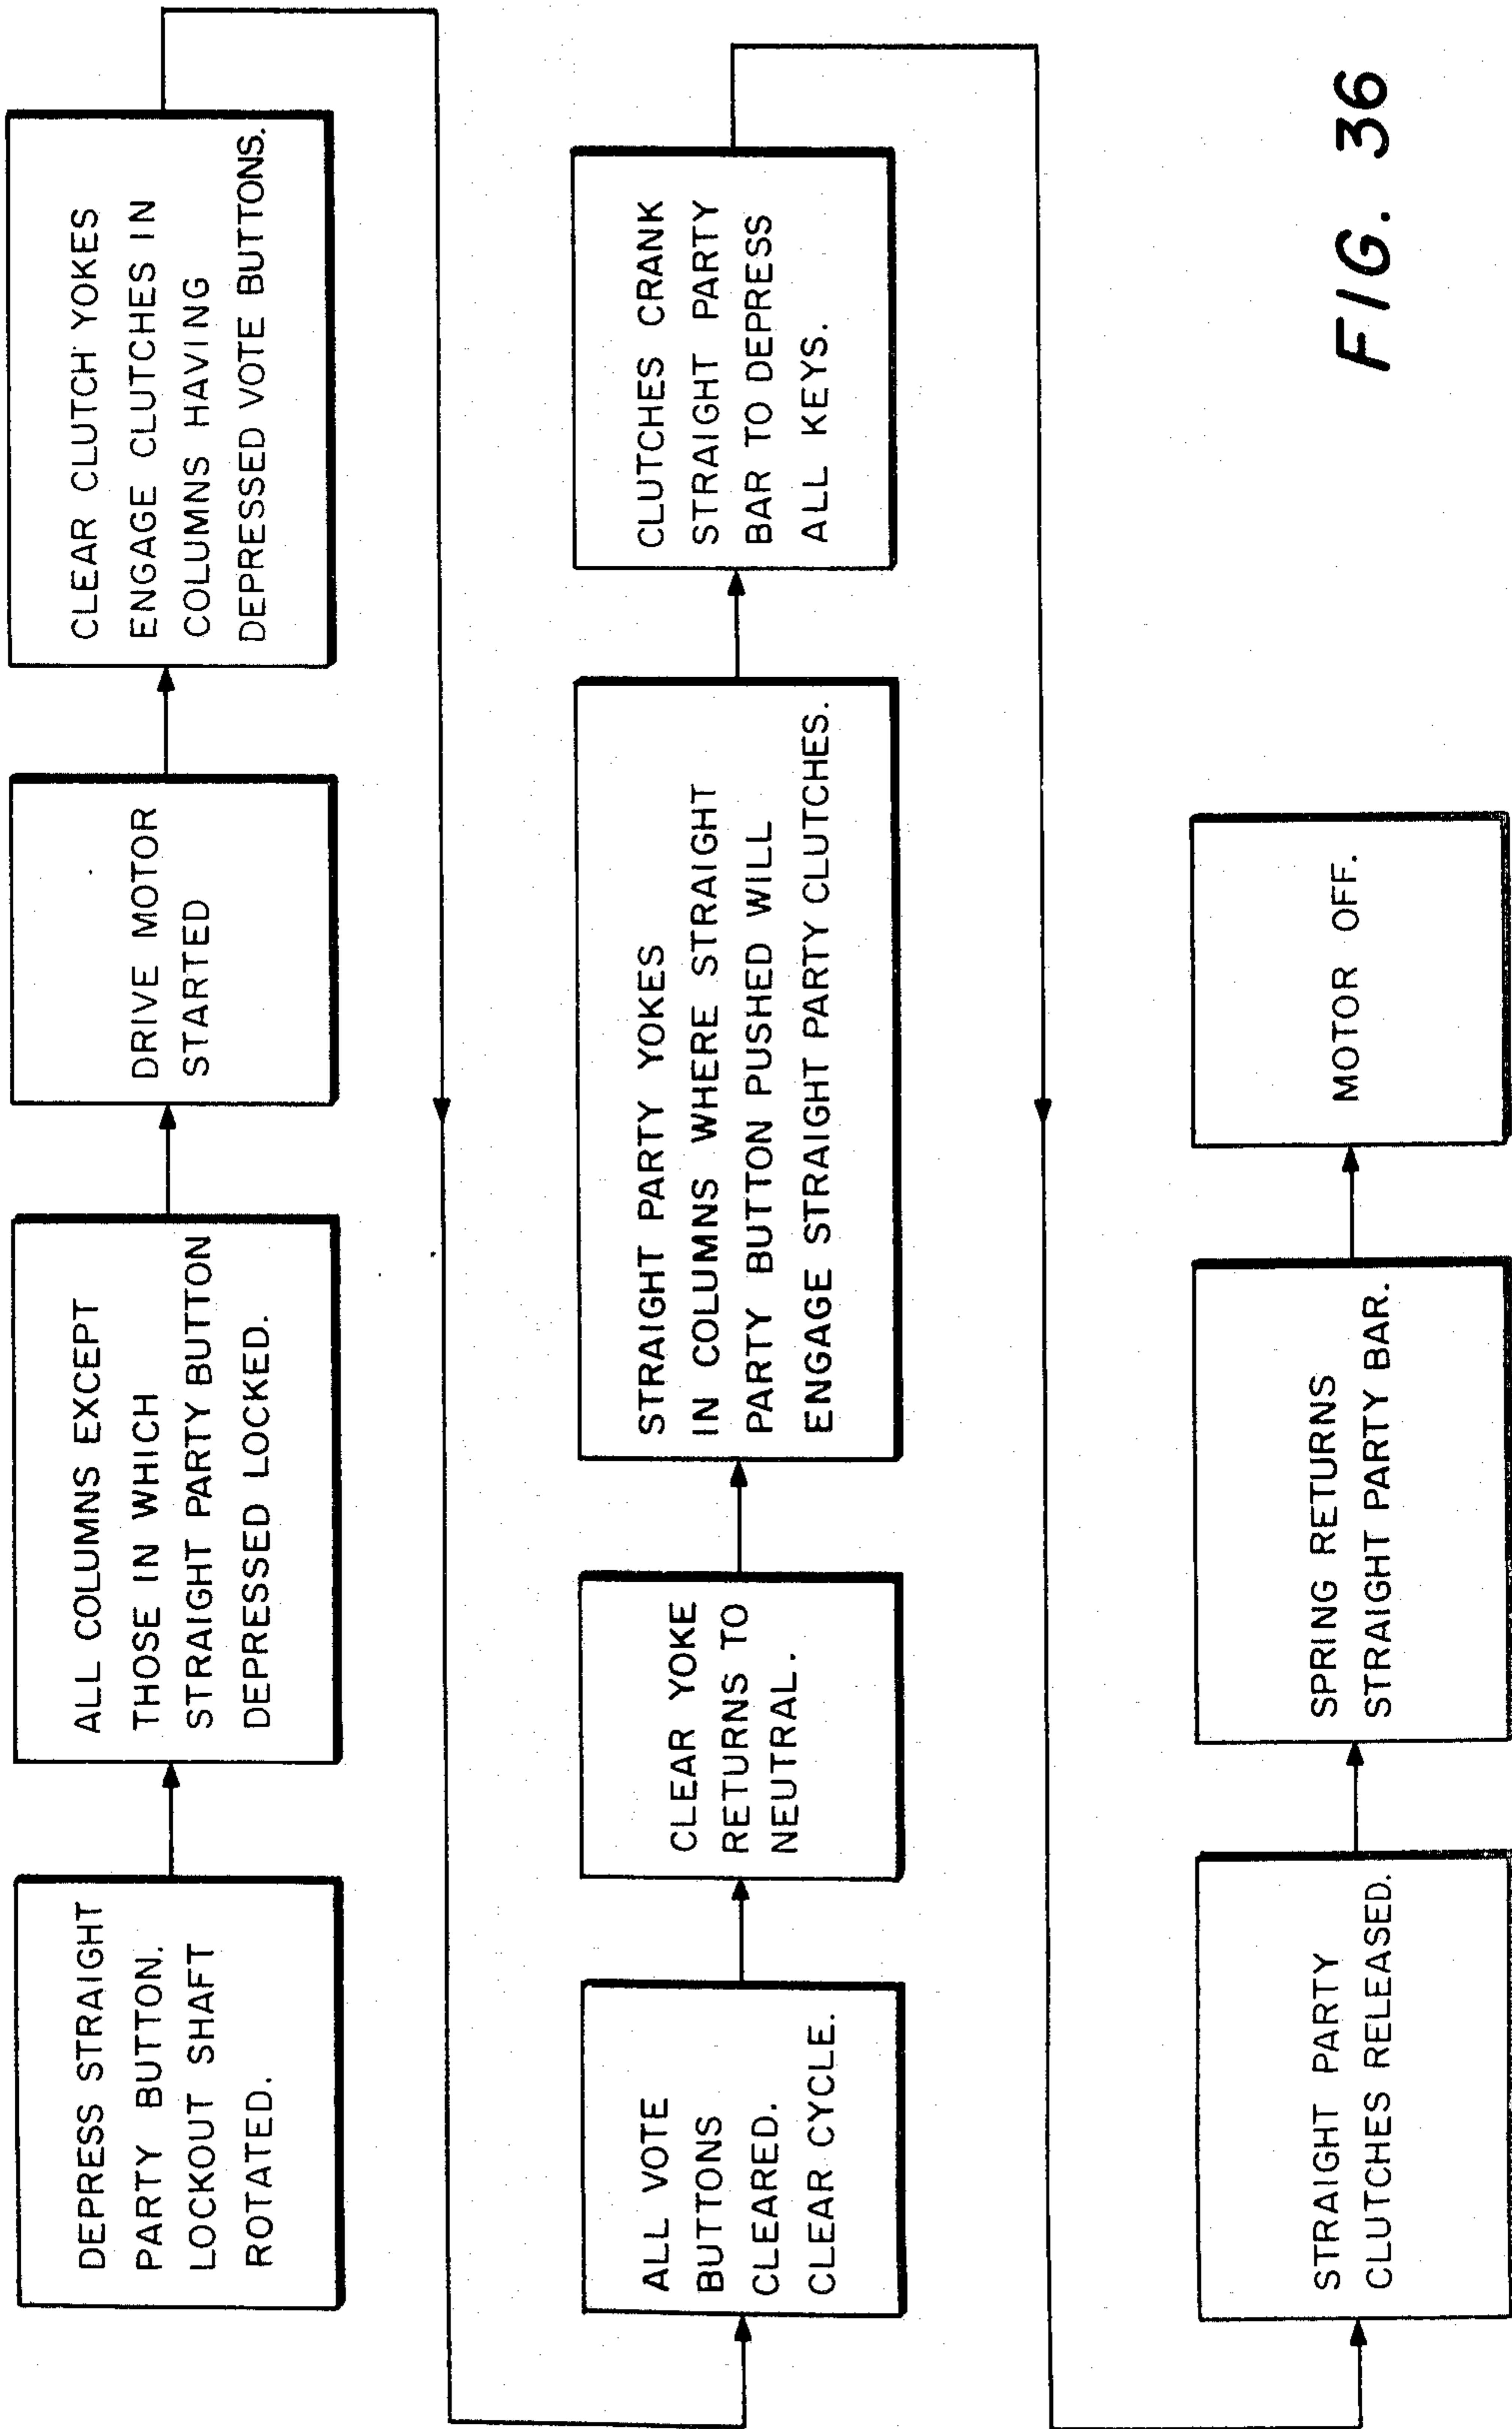 DEPRESS STRAIGHT
PARTY BUTTON.
LOCKOUT SHAFT
ROTATED.
ALL COLUMNS EXCEPT
THOSE IN WHICH
STRAIGHT PARTY BUTTON
DEPRESSED LOCKED.
DRIVE MOTOR
STARTED
CLEAR CLUTCH YOKES
ENGAGE CLUTCHES IN
COLUMNS HAVING
DEPRESSED VOTE BUTTONS.
ALL VOTE
BUTTONS
CLEARED.
CLEAR CYCLE.
CLEAR YOKE
RETURNS TO
NEUTRAL.
STRAIGHT PARTY YOKES
IN COLUMNS WHERE STRAIGHT
PARTY BUTTON PUSHED WILL
ENGAGE STRAIGHT PARTY CLUTCHES.
CLUTCHES CRANK
STRAIGHT PARTY
BAR TO DEPRESS
ALL KEYS.
STRAIGHT PARTY
CLUTCHES RELEASED.
SPRING RETURNS
STRAIGHT PARTY BAR.
MOTOR OFF.
FIG. 36